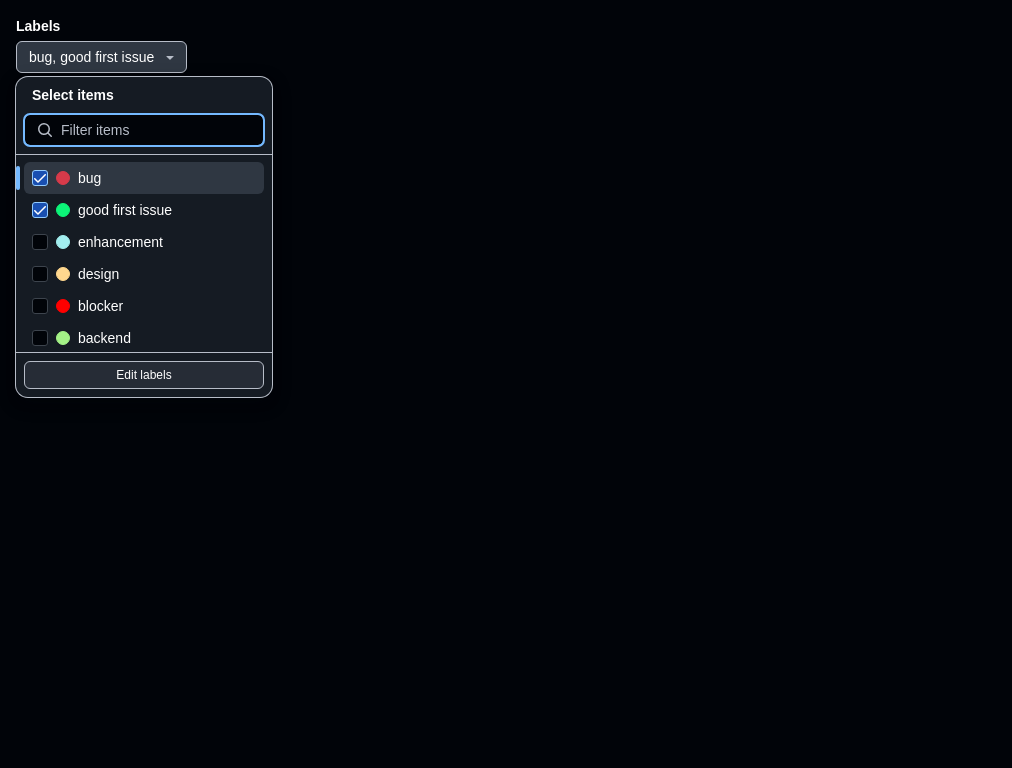 Labels
bug, good first issue
Select items
Filter items
bug
good first issue
enhancement
design
blocker
backend
Edit labels